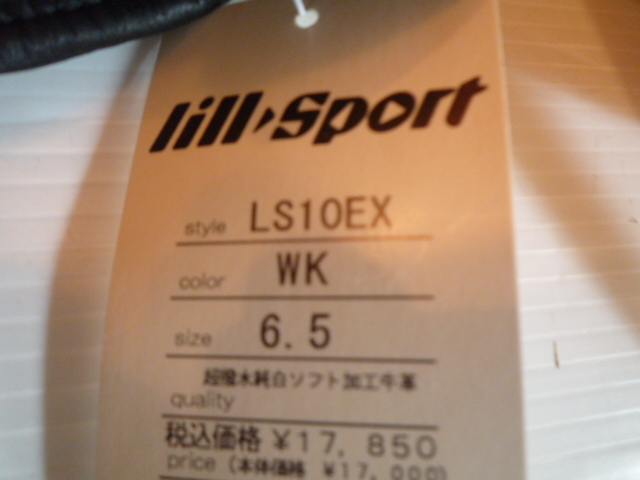 lill·Sport
style LS10EX
color WK
size 6.5
超撥水純白ソフト加工牛革
quality
税込価格 ¥17,850
price (本体価格 ¥17,000)